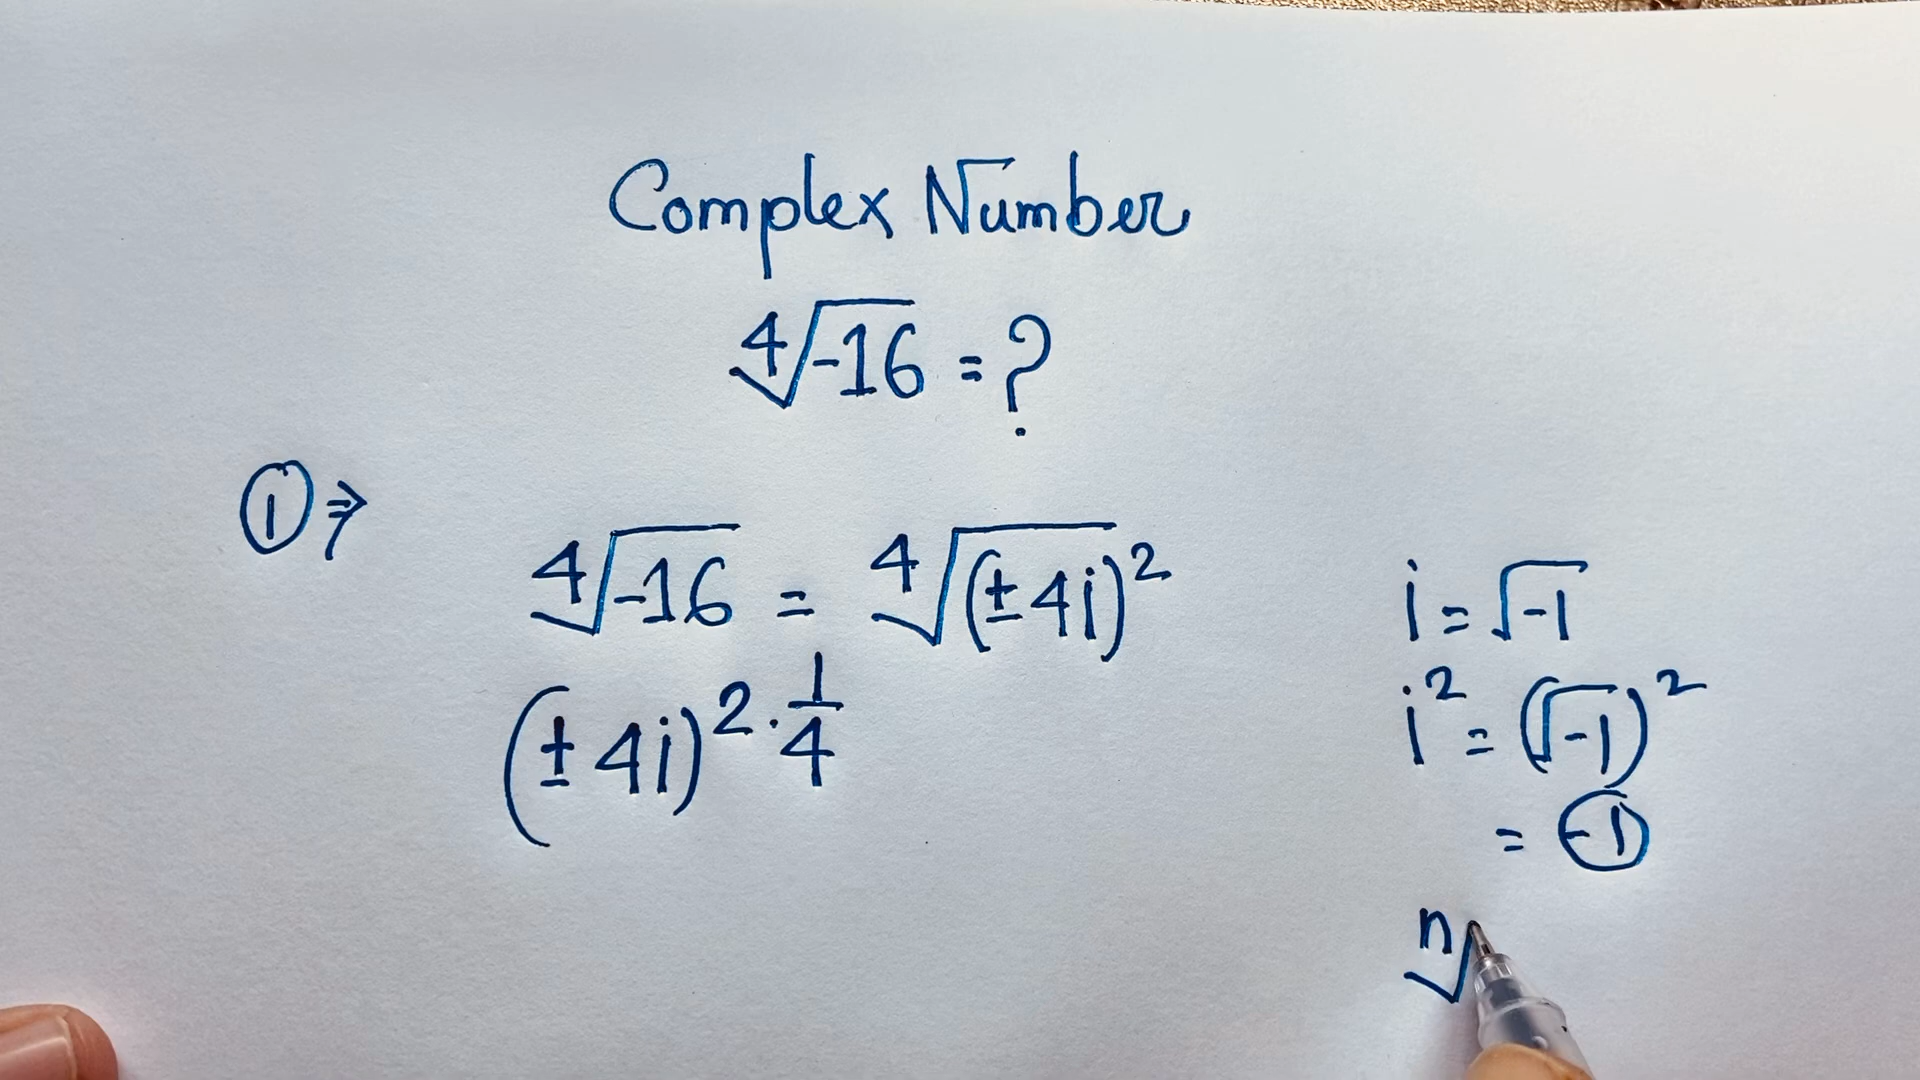 Complex Number
⁴√-16 = ?
① ⇒
⁴√-16 = ⁴√(±4i)²
(±4i)^2·1/4
i = √-1
i² = (√-1)²
= -1
ⁿ√